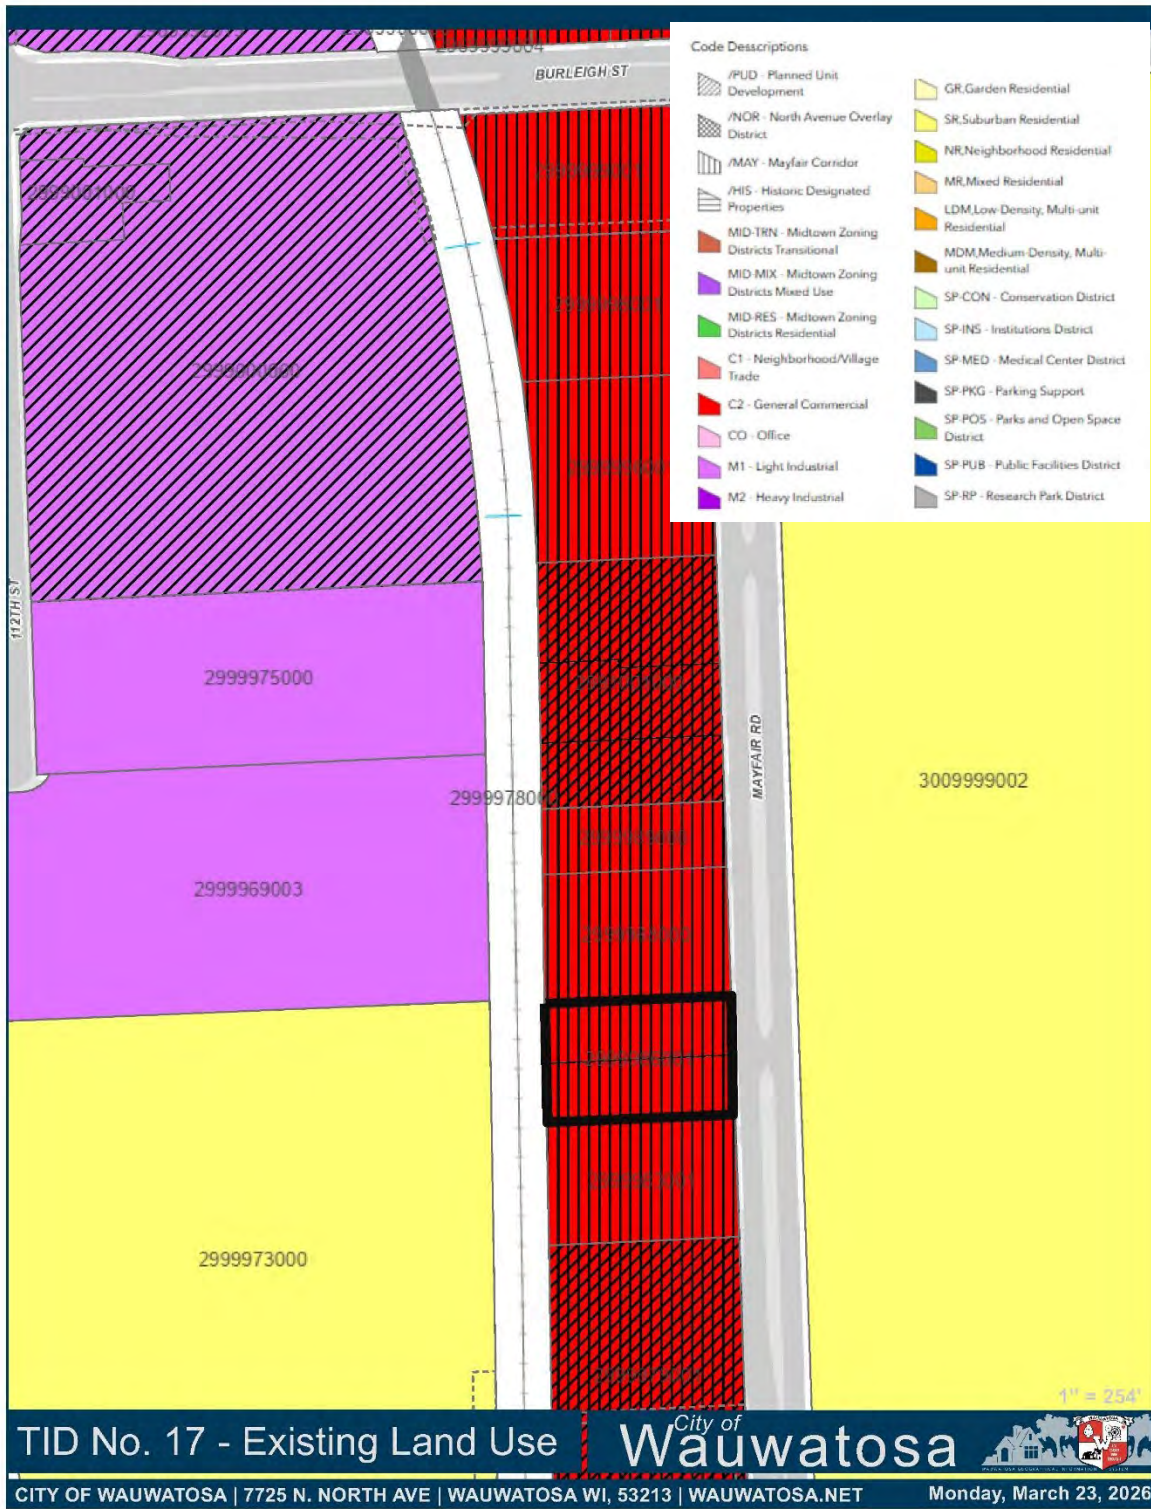 BURLEIGH ST
Code Desscriptions
/PUD - Planned Unit
Development
/NOR - North Avenue Overlay
District
/MAY - Mayfair Corridor
/HIS - Historic Designated
Properties
MID-TRN - Midtown Zoning
Districts Transitional
MID-MIX - Midtown Zoning
Districts Mixed Use
MID-RES - Midtown Zoning
Districts Residential
C1 - Neighborhood/Village
Trade
C2 - General Commercial
CO - Office
M1 - Light Industrial
M2 - Heavy Industrial
GR,Garden Residential
SR,Suburban Residential
NR,Neighborhood Residential
MR,Mixed Residential
LDM,Low-Density, Multi-unit
Residential
MDM,Medium-Density, Multi-
unit Residential
SP-CON - Conservation District
SP-INS - Institutions District
SP-MED - Medical Center District
SP-PKG - Parking Support
SP-POS - Parks and Open Space
District
SP-PUB - Public Facilities District
SP-RP - Research Park District
112TH ST
2999975000
MAYFAIR RD
3009999002
2999969003
2999973000
1" = 254'
TID No. 17 - Existing Land Use
City of
Wauwatosa
CITY OF WAUWATOSA | 7725 N. NORTH AVE | WAUWATOSA WI, 53213 | WAUWATOSA.NET
Monday, March 23, 2026